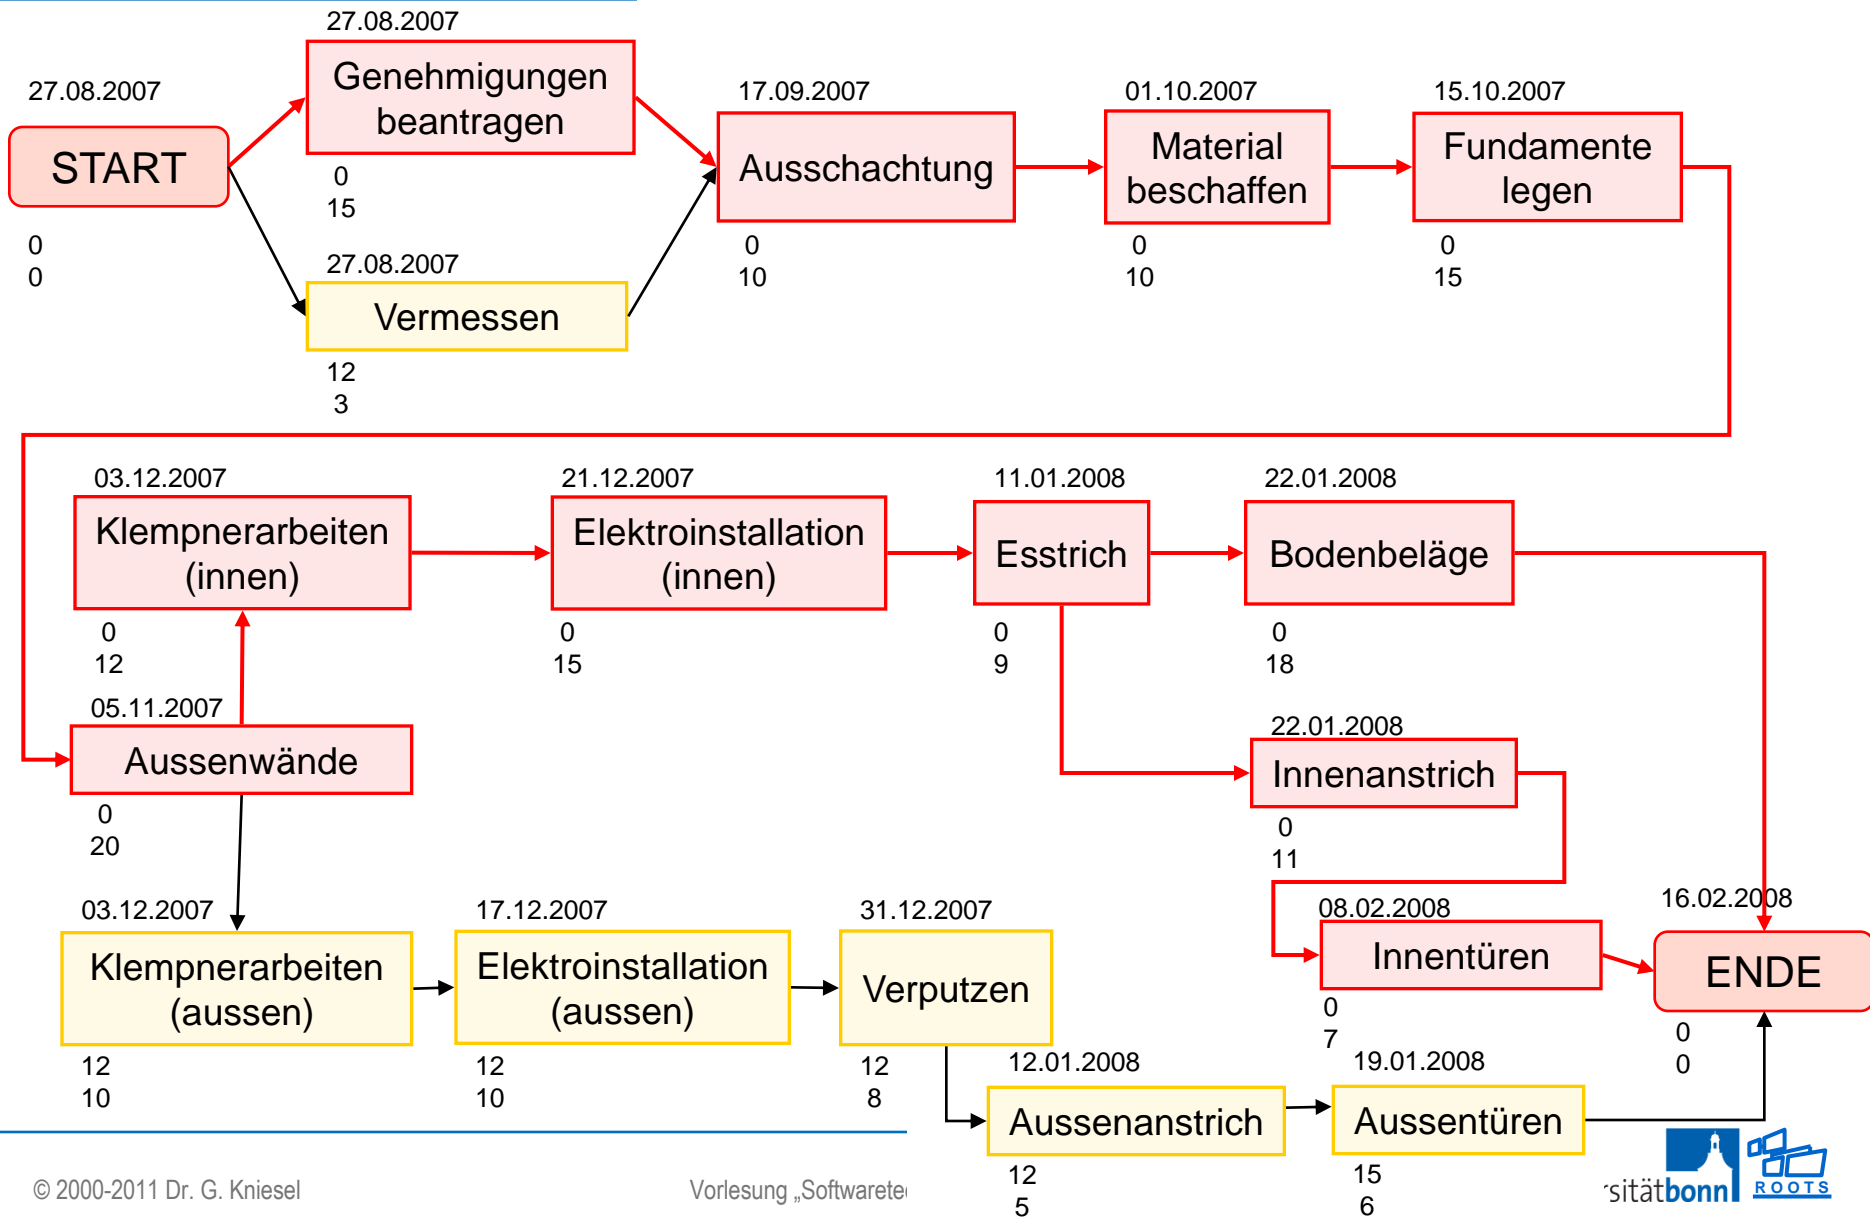 27.08.2007
START
0
0
27.08.2007
Genehmigungen
beantragen
0
15
27.08.2007
Vermessen
12
3
17.09.2007
Ausschachtung
0
10
01.10.2007
Material
beschaffen
0
10
15.10.2007
Fundamente
legen
0
15
03.12.2007
Klempnerarbeiten
(innen)
0
12
21.12.2007
Elektroinstallation
(innen)
0
15
11.01.2008
Esstrich
0
9
22.01.2008
Bodenbeläge
0
18
05.11.2007
Aussenwände
0
20
22.01.2008
Innenanstrich
0
11
03.12.2007
Klempnerarbeiten
(aussen)
12
10
17.12.2007
Elektroinstallation
(aussen)
12
10
31.12.2007
Verputzen
12
8
08.02.2008
Innentüren
0
7
16.02.2008
ENDE
0
0
12.01.2008
Aussenanstrich
12
5
19.01.2008
Aussentüren
15
6
© 2000-2011 Dr. G. Kniesel
Vorlesung „Softwarete
rsitätbonn
ROOTS